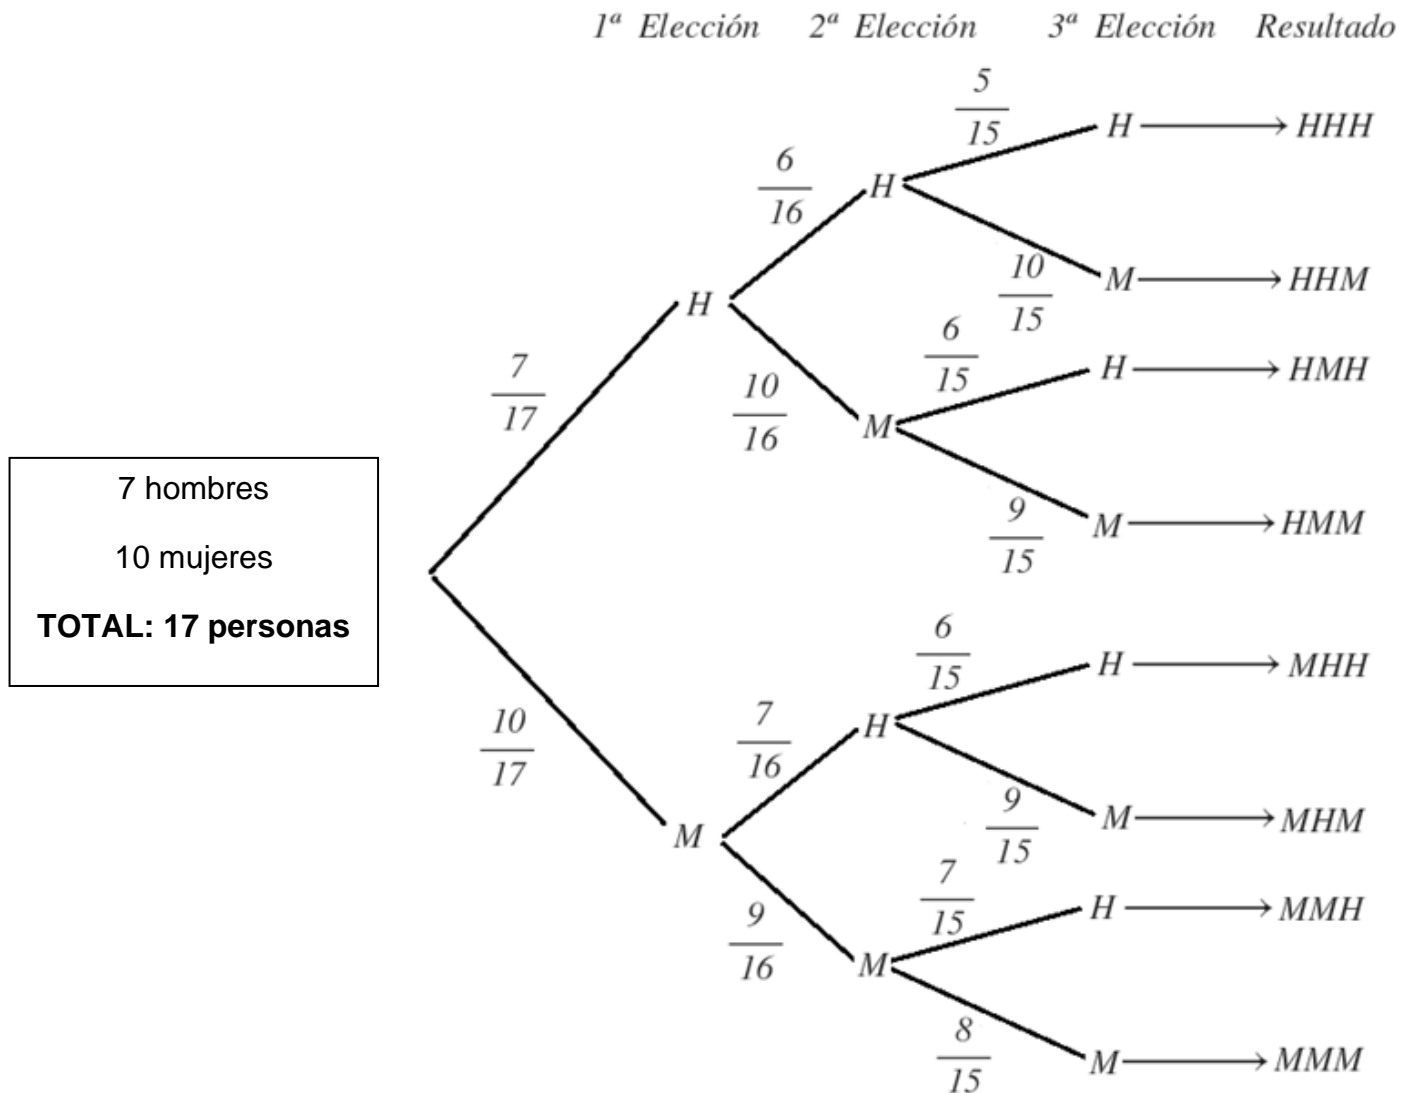 1ª Elección 2ª Elección 3ª Elección Resultado
5/15 H → HHH
6/16 H
10/15 M → HHM
7/17 H
6/15 H → HMH
10/16 M
9/15 M → HMM
7 hombres
10 mujeres
TOTAL: 17 personas
6/15 H → MHH
7/16 H
9/15 M → MHM
10/17 M
7/15 H → MMH
9/16 M
8/15 M → MMM